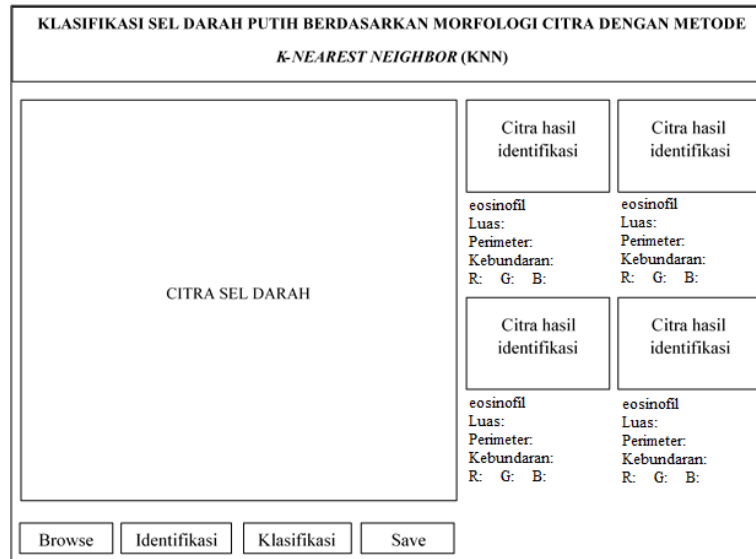 KLASIFIKASI SEL DARAH PUTIH BERDASARKAN MORFOLOGI CITRA DENGAN METODE
K-NEAREST NEIGHBOR (KNN)
CITRA SEL DARAH
Citra hasil
identifikasi
eosinofil
Luas:
Perimeter:
Kebundaran:
R: G: B:
Citra hasil
identifikasi
eosinofil
Luas:
Perimeter:
Kebundaran:
R: G: B:
Citra hasil
identifikasi
eosinofil
Luas:
Perimeter:
Kebundaran:
R: G: B:
Citra hasil
identifikasi
eosinofil
Luas:
Perimeter:
Kebundaran:
R: G: B:
Browse Identifikasi Klasifikasi Save